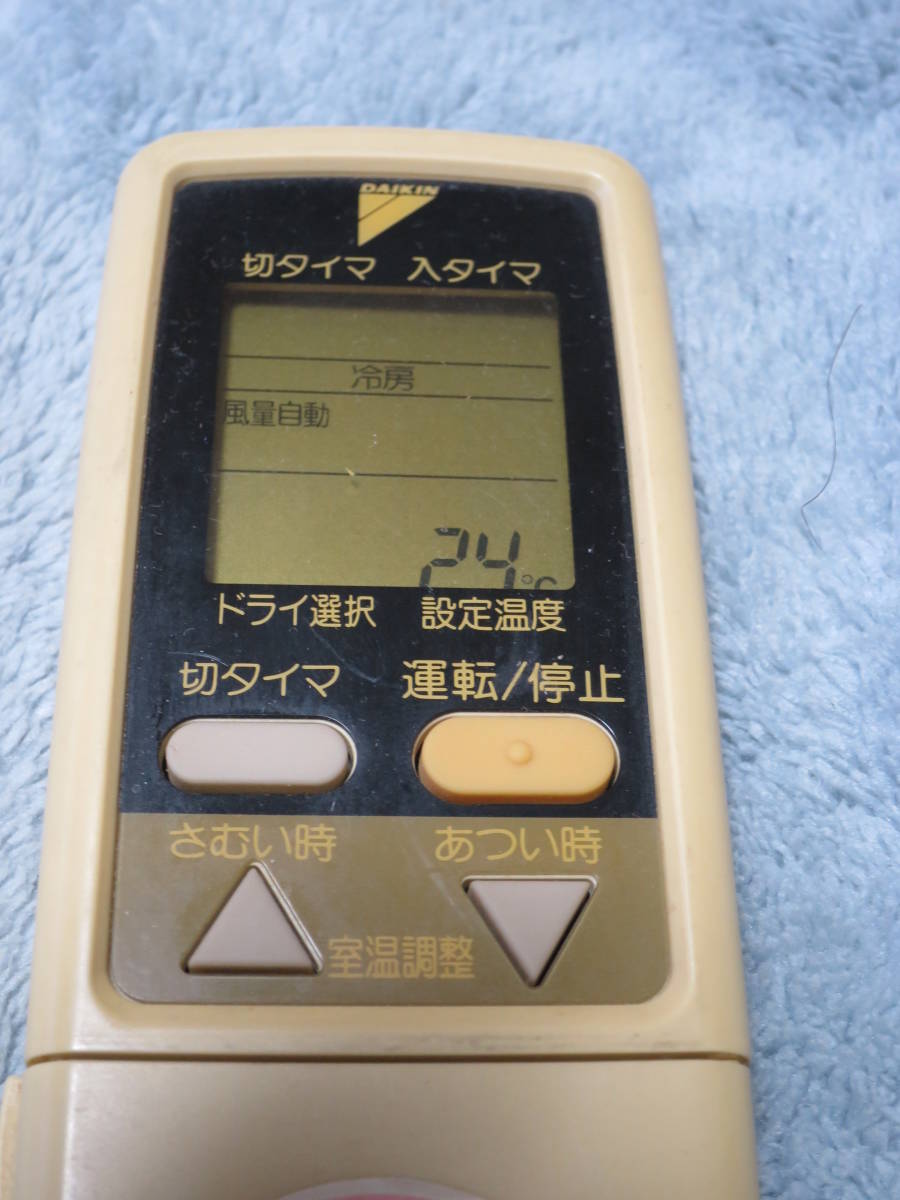 DAIKIN
切タイマ 入タイマ
冷房
風量自動
24℃
ドライ選択 設定温度
切タイマ 運転/停止
さむい時 あつい時
室温調整